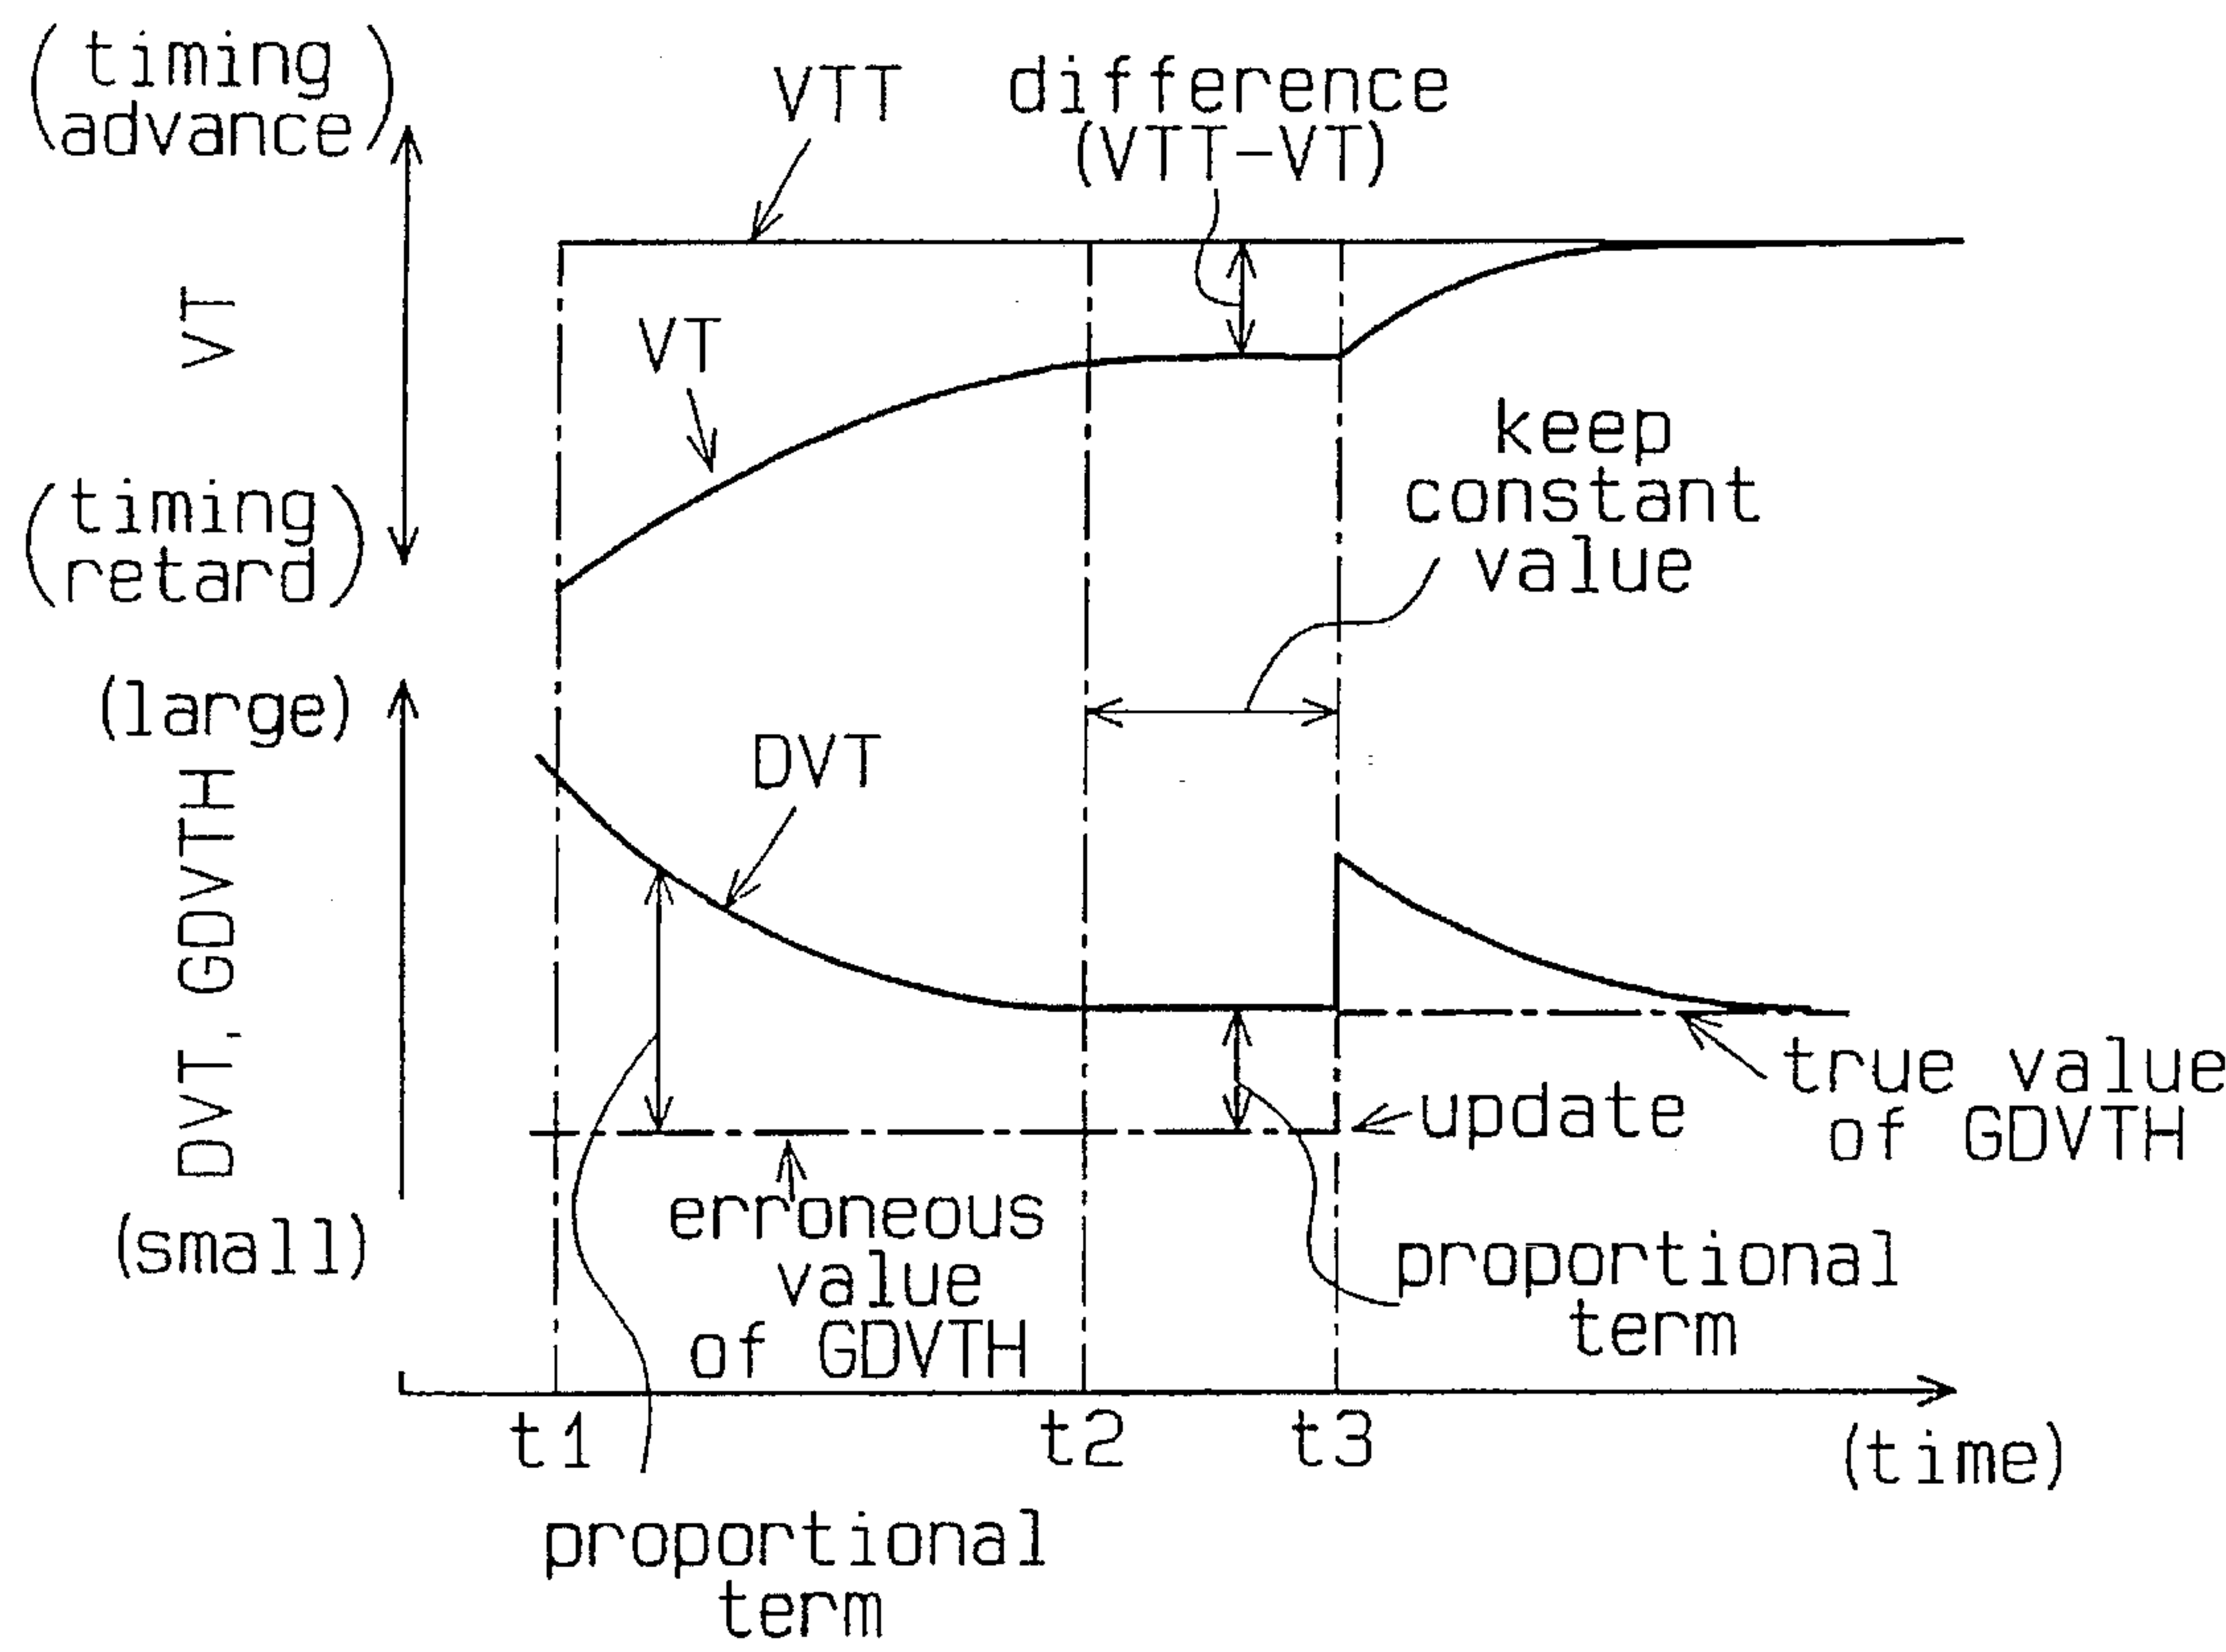 (timing
advance)
VTT
difference
(VTT-VT)
VT
VT
(timing
retard)
keep
constant
value
(large)
DVT
DVT, GDVTH
true value
of GDVTH
update
erroneous
value
of GDVTH
(small)
proportional
term
t1
t2
t3
(time)
proportional
term